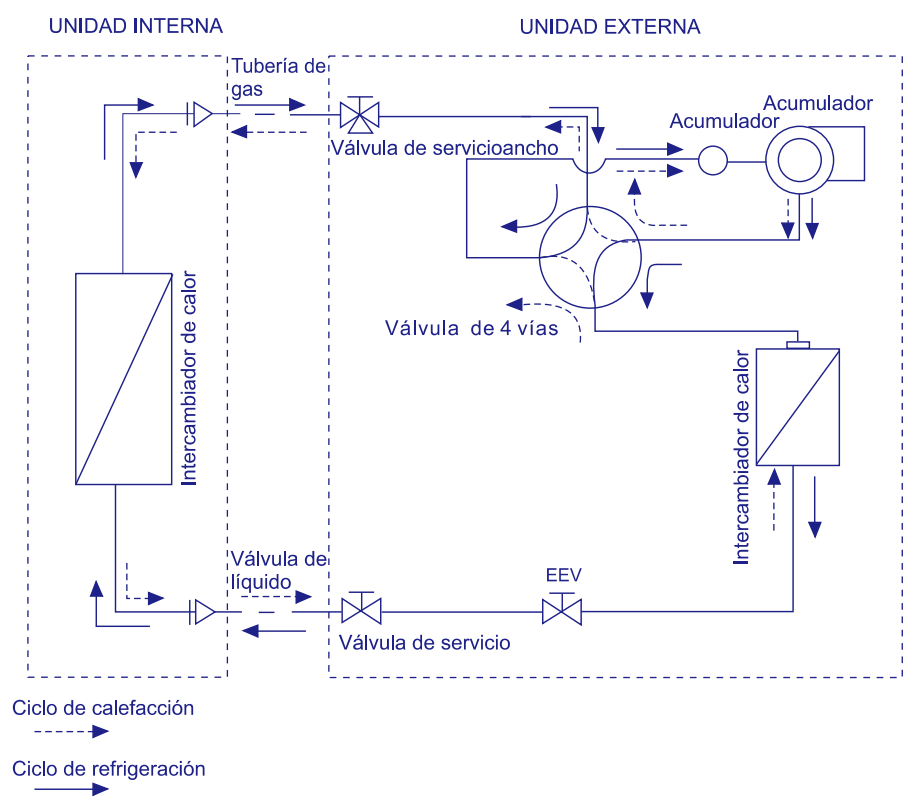 UNIDAD INTERNA
UNIDAD EXTERNA
Tubería de
gas
Válvula de servicioancho
Acumulador
Acumulador
Intercambiador de calor
Válvula de 4 vías
Intercambiador de calor
Válvula de
líquido
EEV
Válvula de servicio
Ciclo de calefacción
Ciclo de refrigeración